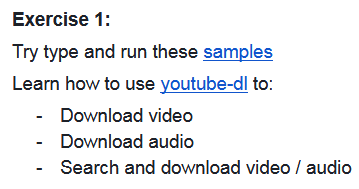 Exercise 1:
Try type and run these samples
Learn how to use youtube-dl to:
- Download video
- Download audio
- Search and download video / audio